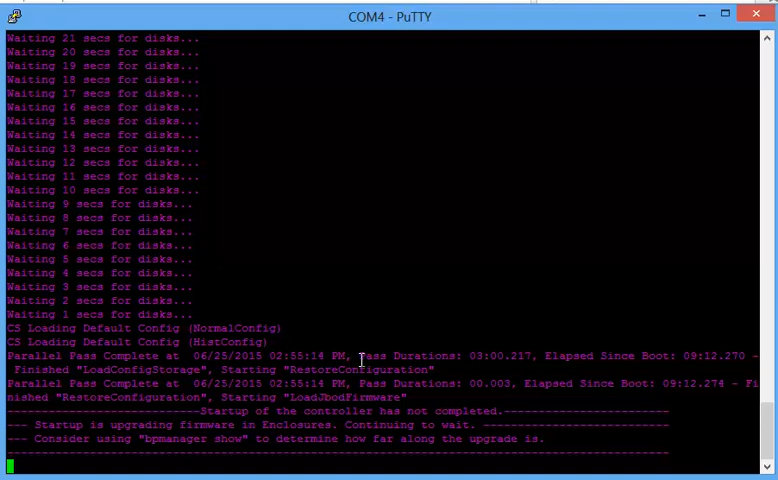 COM4 - PuTTY
Waiting 21 secs for disks...
Waiting 20 secs for disks...
Waiting 19 secs for disks...
Waiting 18 secs for disks...
Waiting 17 secs for disks...
Waiting 16 secs for disks...
Waiting 15 secs for disks...
Waiting 14 secs for disks...
Waiting 13 secs for disks...
Waiting 12 secs for disks...
Waiting 11 secs for disks...
Waiting 10 secs for disks...
Waiting 9 secs for disks...
Waiting 8 secs for disks...
Waiting 7 secs for disks...
Waiting 6 secs for disks...
Waiting 5 secs for disks...
Waiting 4 secs for disks...
Waiting 3 secs for disks...
Waiting 2 secs for disks...
Waiting 1 secs for disks...
CS Loading Default Config (NormalConfig)
CS Loading Default Config (HistConfig)
Parallel Pass Complete at  06/25/2015 02:55:14 PM, Pass Durations: 03:00.217, Elapsed Since Boot: 09:12.270 -
 Finished "LoadConfigStorage", Starting "RestoreConfiguration"
Parallel Pass Complete at  06/25/2015 02:55:14 PM, Pass Durations: 00.003, Elapsed Since Boot: 09:12.274 - Fi
nished "RestoreConfiguration", Starting "LoadJbodFirmware"
----------------------------Startup of the controller has not completed.------------------------
--- Startup is upgrading firmware in Enclosures. Continuing to wait. ---------------------------
--- Consider using "bpmanager show" to determine how far along the upgrade is.
------------------------------------------------------------------------------------------------